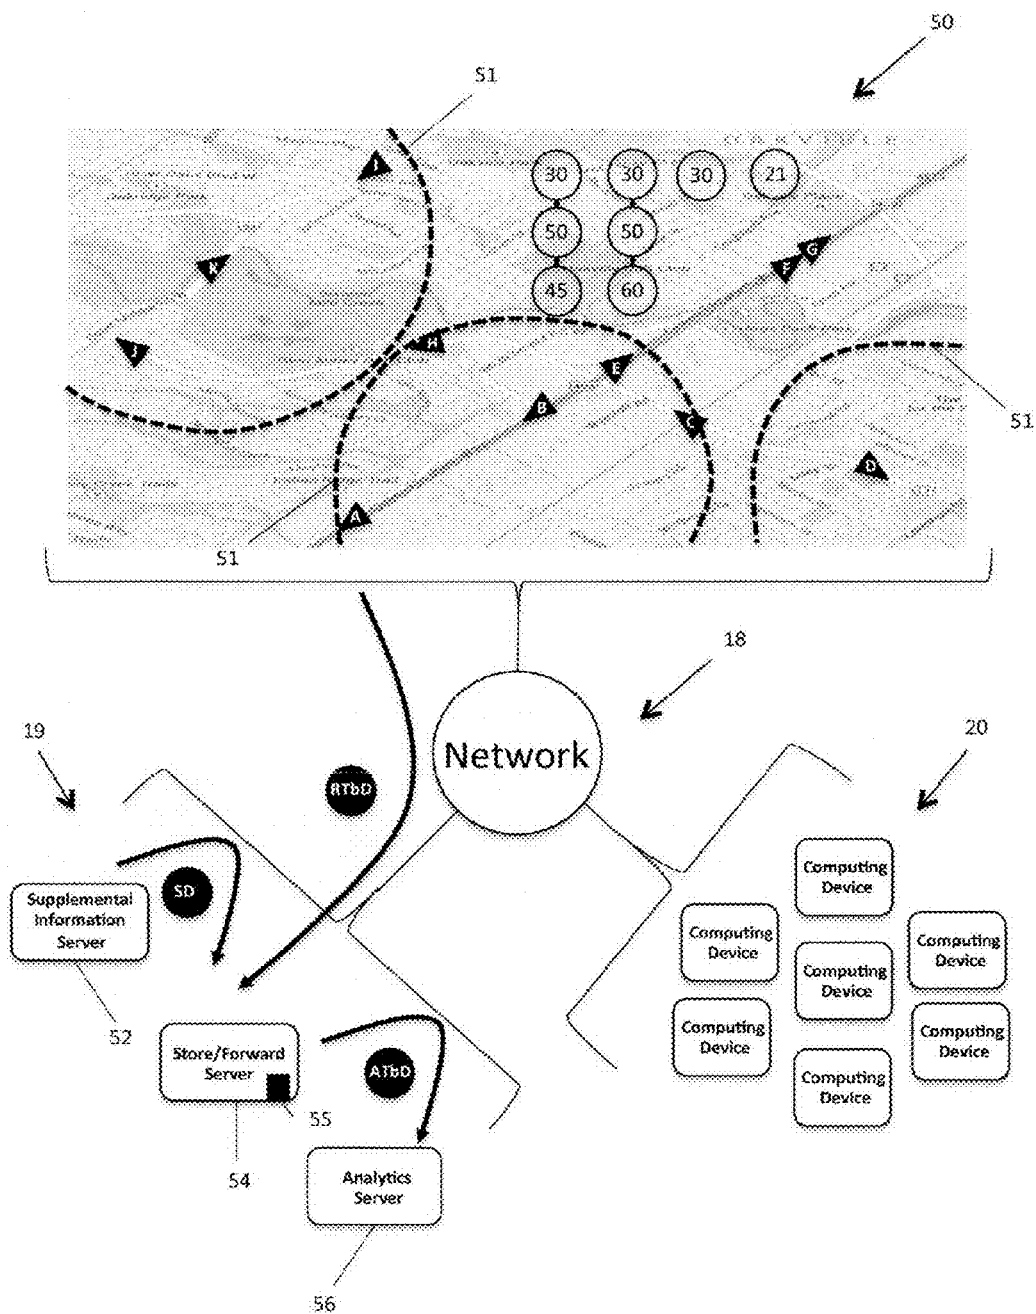 50
51
30 30 30 21
50 50
45 60
I
K
J
H
G
F
E
B
C
D
A
51
51
18
Network
19
20
RTbD
SD
Supplemental
Information
Server
52
Store/Forward
Server
55
54
ATbD
Analytics
Server
56
Computing
Device
Computing
Device
Computing
Device
Computing
Device
Computing
Device
Computing
Device
Computing
Device